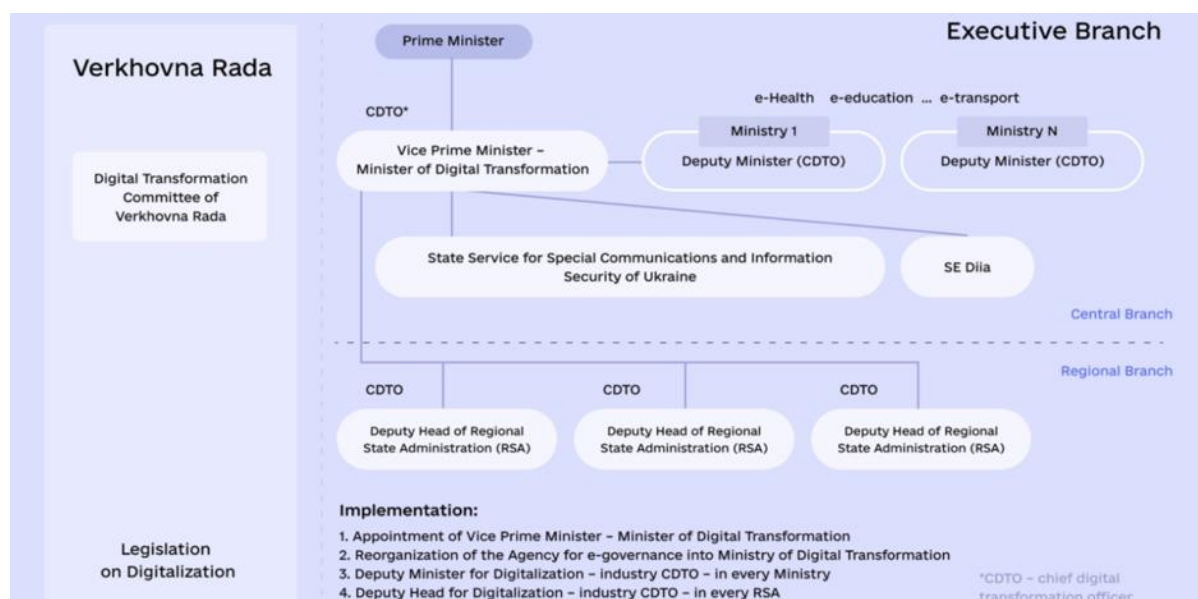 Verkhovna Rada
Digital Transformation
Committee of
Verkhovna Rada
Legislation
on Digitalization
Executive Branch
Prime Minister
CDTO*
Vice Prime Minister –
Minister of Digital Transformation
e-Health e-education ... e-transport
Ministry 1
Deputy Minister (CDTO)
Ministry N
Deputy Minister (CDTO)
State Service for Special Communications and Information
Security of Ukraine
SE Diia
Central Branch
Regional Branch
CDTO
Deputy Head of Regional
State Administration (RSA)
CDTO
Deputy Head of Regional
State Administration (RSA)
CDTO
Deputy Head of Regional
State Administration (RSA)
Implementation:
1. Appointment of Vice Prime Minister – Minister of Digital Transformation
2. Reorganization of the Agency for e-governance into Ministry of Digital Transformation
3. Deputy Minister for Digitalization – industry CDTO – in every Ministry
4. Deputy Head for Digitalization – industry CDTO – in every RSA
*CDTO – chief digital
transformation officer